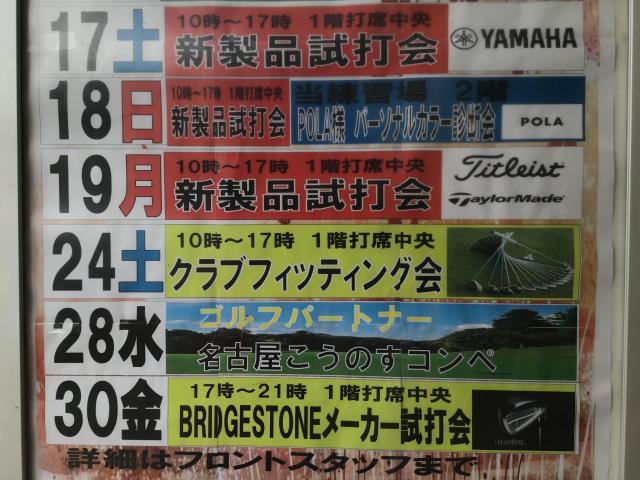 17土 10時～17時 1階打席中央
新製品試打会 YAMAHA
18日 10時～17時 1階打席中央 当練習場 2階
新製品試打会 POLA様 パーソナルカラー診断会 POLA
19月 10時～17時 1階打席中央 Titleist
新製品試打会 TaylorMade
24土 10時～17時 1階打席中央
クラブフィッティング会
28水 ゴルフパートナー
名古屋こうのすコンペ
30金 17時～21時 1階打席中央
BRIDGESTONEメーカー試打会
詳細はフロントスタッフまで